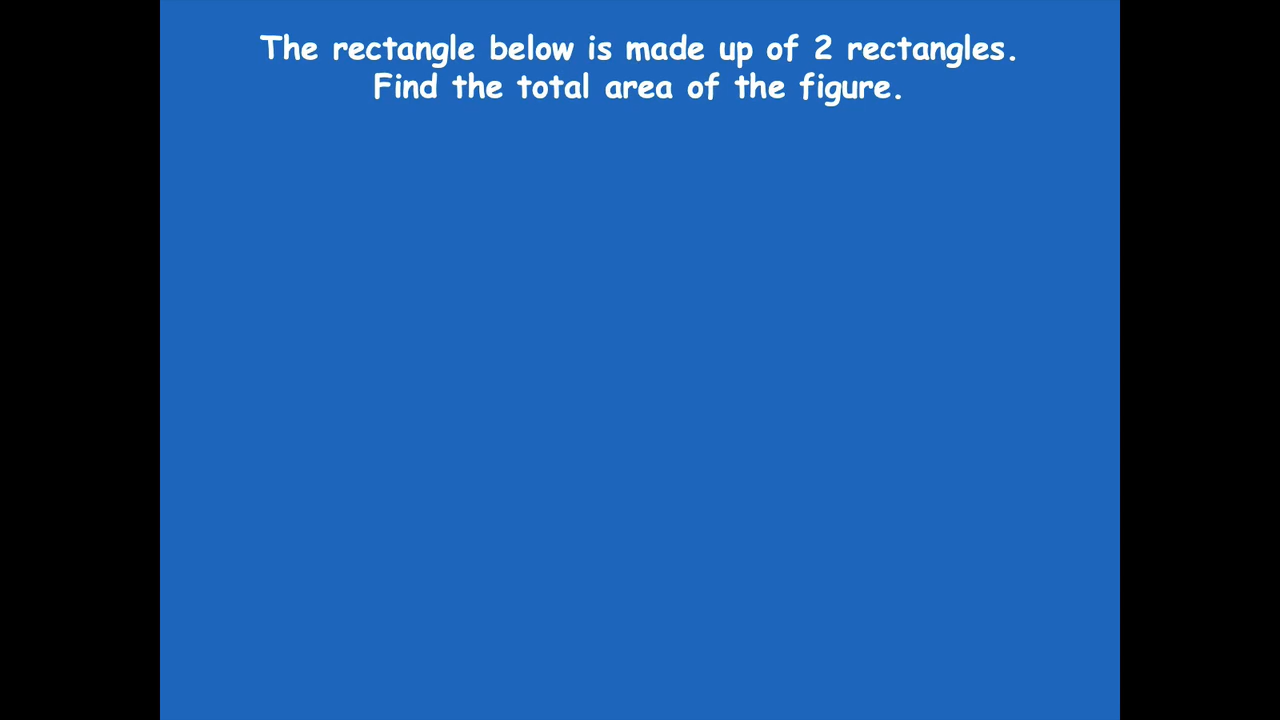 The rectangle below is made up of 2 rectangles.
Find the total area of the figure.